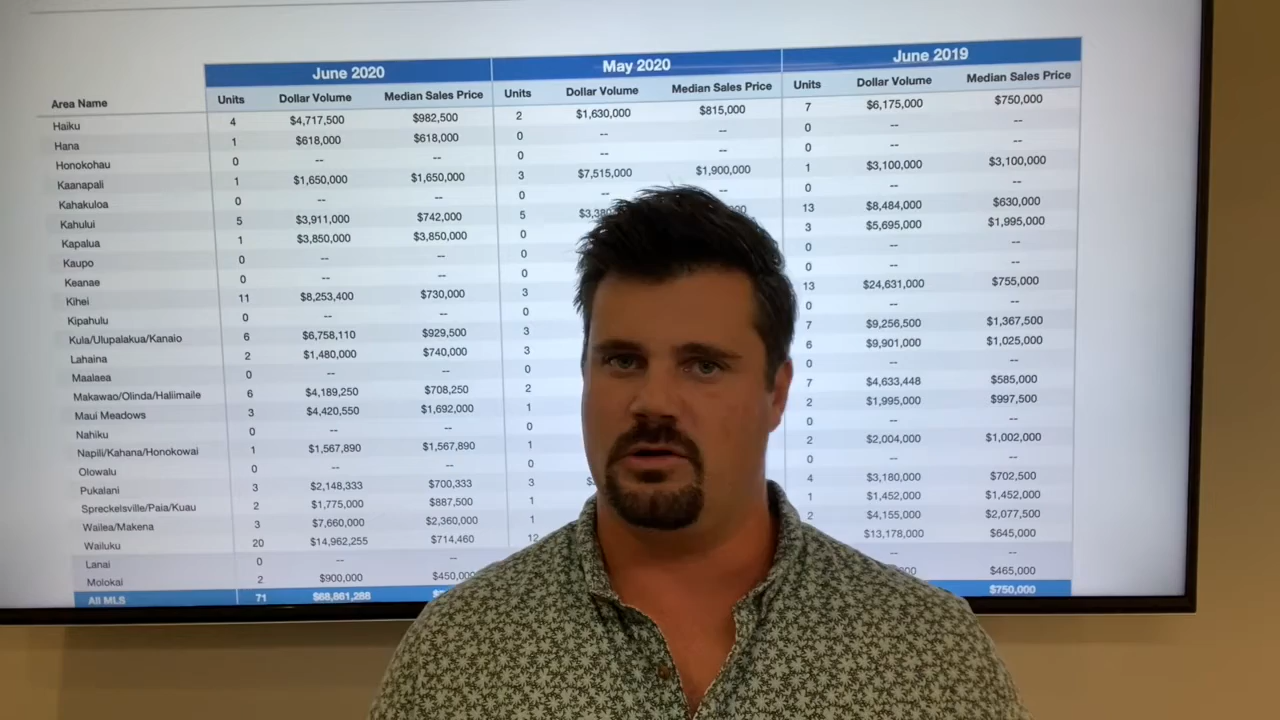 June 2020 May 2020 June 2019
Area Name Units Dollar Volume Median Sales Price Units Dollar Volume Median Sales Price Units Dollar Volume Median Sales Price
Haiku 4 $4,717,500 $982,500 2 $1,630,000 $815,000 7 $6,175,000 $750,000
Hana 1 $618,000 $618,000 0 -- -- 0 -- --
Honokohau 0 -- -- 0 -- -- 0 -- --
Kaanapali 1 $1,650,000 $1,650,000 3 $7,515,000 $1,900,000 1 $3,100,000 $3,100,000
Kahakuloa 0 -- -- 0 -- 0 -- --
Kahului 5 $3,911,000 $742,000 5 13 $8,484,000 $630,000
Kapalua 1 $3,850,000 $3,850,000 0 3 $5,695,000 $1,995,000
Kaupo 0 -- -- 0 0 -- --
Keanae 0 -- -- 0 0 -- --
Kihei 11 $8,253,400 $730,000 3 13 $24,631,000 $755,000
Kipahulu 0 -- -- 0 0 -- --
Kula/Ulupalakua/Kanaio 6 $6,758,110 $929,500 3 7 $9,256,500 $1,367,500
Lahaina 2 $1,480,000 $740,000 3 6 $9,901,000 $1,025,000
Maalaea 0 -- -- 0 0 -- --
Makawao/Olinda/Haliimaile 6 $4,189,250 $708,250 2 7 $4,633,448 $585,000
Maui Meadows 3 $4,420,550 $1,692,000 1 2 $1,995,000 $997,500
Nahiku 0 -- -- 0 0 -- --
Napili/Kahana/Honokowai 1 $1,567,890 $1,567,890 1 2 $2,004,000 $1,002,000
Olowalu 0 -- -- 0 0 -- --
Pukalani 3 $2,148,333 $700,333 3 4 $3,180,000 $702,500
Spreckelsville/Paia/Kuau 2 $1,775,000 $887,500 1 1 $1,452,000 $1,452,000
Wailea/Makena 3 $7,660,000 $2,360,000 1 2 $4,155,000 $2,077,500
Wailuku 20 $14,962,255 $714,460 12 $13,178,000 $645,000
Lanai 0 -- -- -- --
Molokai 2 $900,000 $450,000 $465,000
All MLS 71 $68,861,288 $750,000